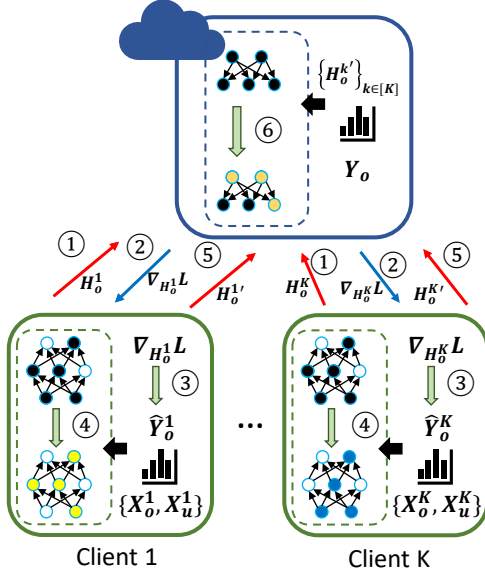 {H_o^{k'}}_{k∈[K]}
⑥
Y_o
① ② ⑤ ① ② ⑤
H_o^1 ∇_{H_o^1}L H_o^{1'} H_o^K ∇_{H_o^K}L H_o^{K'}
∇_{H_o^1}L ∇_{H_o^K}L
③ ③
④ Ŷ_o^1 ... ④ Ŷ_o^K
{X_o^1, X_u^1} {X_o^K, X_u^K}
Client 1 Client K